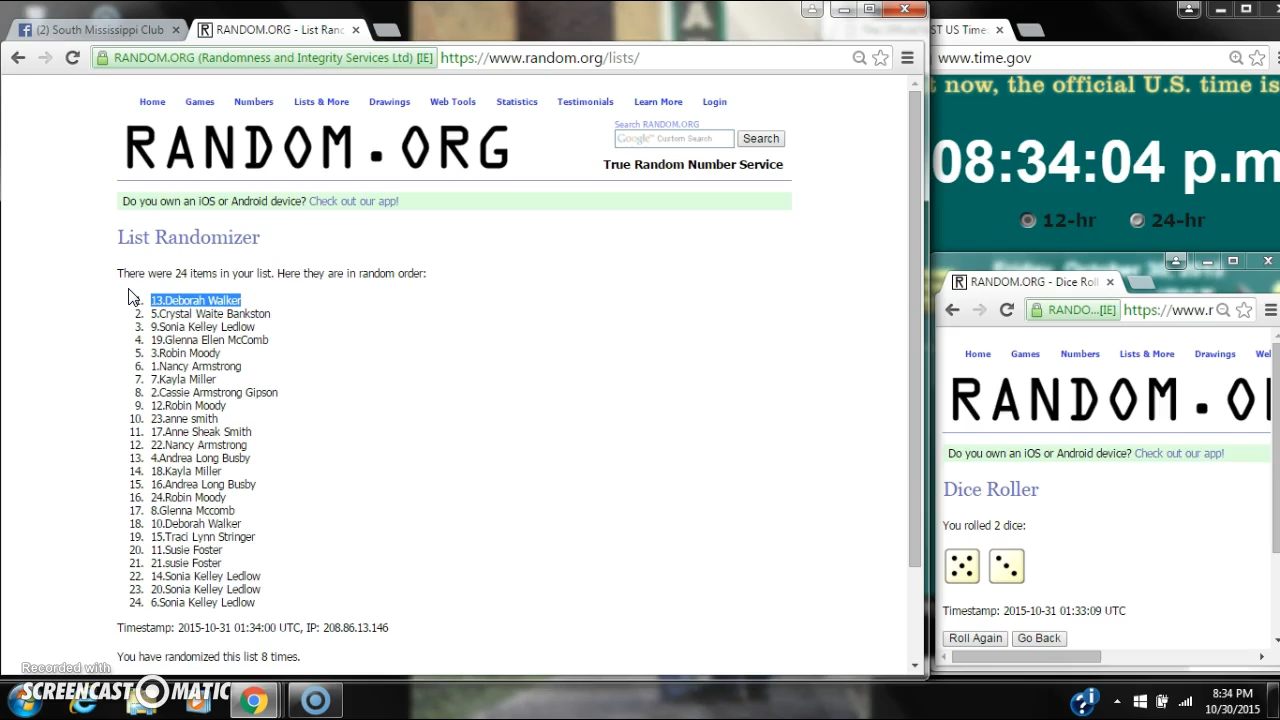 (2) South Mississippi Club
RANDOM.ORG - List Ranc
ST US Time
RANDOM.ORG (Randomness and Integrity Services Ltd) [IE]
https://www.random.org/lists/
www.time.gov
Home Games Numbers Lists & More Drawings Web Tools Statistics Testimonials Learn More Login
RANDOM.ORG
Search RANDOM.ORG
Google™ Custom Search
Search
True Random Number Service
Do you own an iOS or Android device? Check out our app!
List Randomizer
There were 24 items in your list. Here they are in random order:
1. 13.Deborah Walker
2. 5.Crystal Waite Bankston
3. 9.Sonia Kelley Ledlow
4. 19.Glenna Ellen McComb
5. 3.Robin Moody
6. 1.Nancy Armstrong
7. 7.Kayla Miller
8. 2.Cassie Armstrong Gipson
9. 12.Robin Moody
10. 23.anne smith
11. 17.Anne Sheak Smith
12. 22.Nancy Armstrong
13. 4.Andrea Long Busby
14. 18.Kayla Miller
15. 16.Andrea Long Busby
16. 24.Robin Moody
17. 8.Glenna Mccomb
18. 10.Deborah Walker
19. 15.Traci Lynn Stringer
20. 11.Susie Foster
21. 21.susie Foster
22. 14.Sonia Kelley Ledlow
23. 20.Sonia Kelley Ledlow
24. 6.Sonia Kelley Ledlow
Timestamp: 2015-10-31 01:34:00 UTC, IP: 208.86.13.146
You have randomized this list 8 times.
t now, the official U.S. time is
08:34:04 p.m
12-hr 24-hr
RANDOM.ORG - Dice Roll
RANDO...[IE] https://www.r
Home Games Numbers Lists & More Drawings Wel
RANDOM.O
Do you own an iOS or Android device? Check out our app!
Dice Roller
You rolled 2 dice:
Timestamp: 2015-10-31 01:33:09 UTC
Roll Again Go Back
Recorded with
SCREENCAST-O-MATIC
8:34 PM
10/30/2015